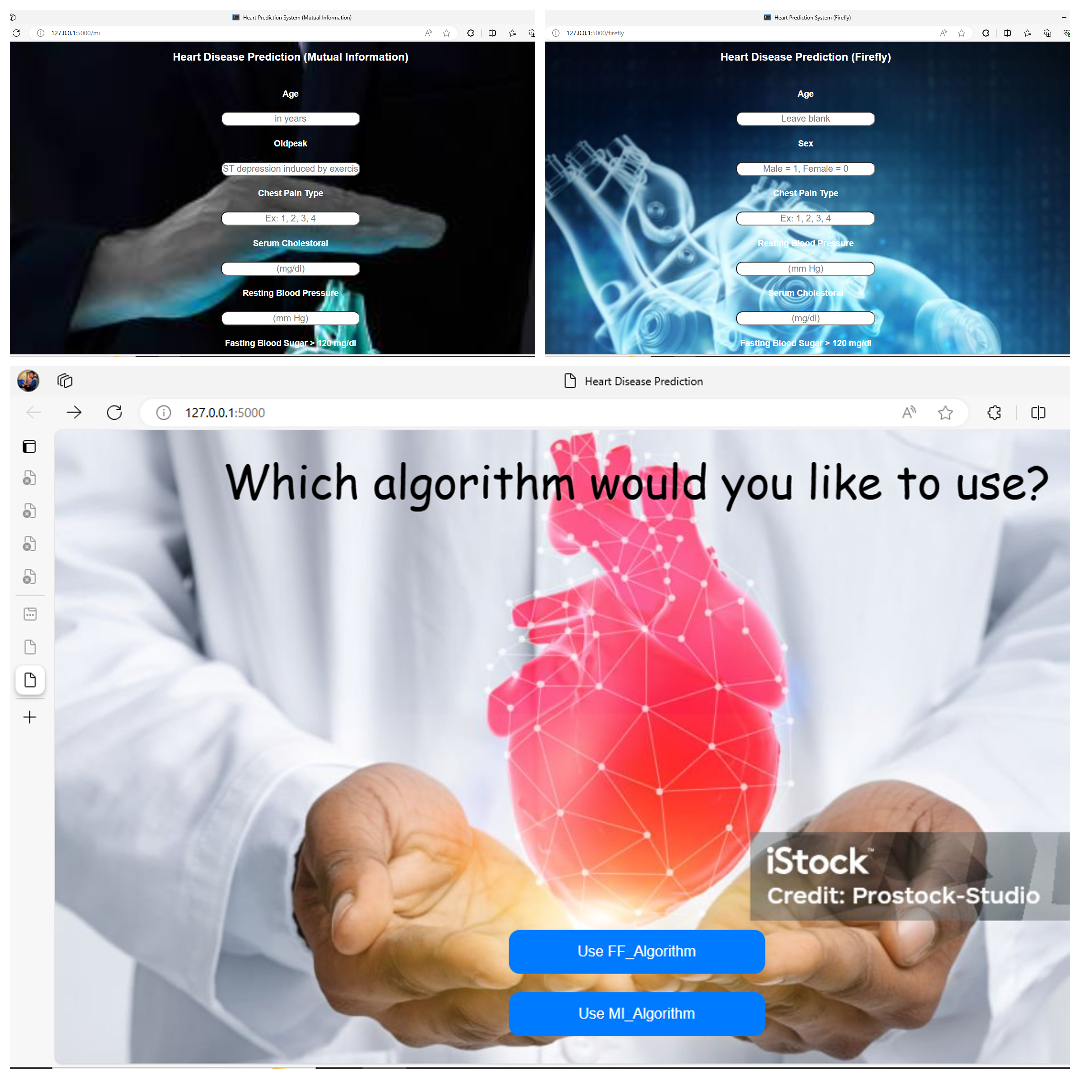 Heart Prediction System (Mutual Information)
127.0.0.1:5000/mi
Heart Disease Prediction (Mutual Information)
Age
in years
Oldpeak
ST depression induced by exercis
Chest Pain Type
Ex: 1, 2, 3, 4
Serum Cholestoral
(mg/dl)
Resting Blood Pressure
(mm Hg)
Fasting Blood Sugar > 120 mg/dl
Heart Prediction System (Firefly)
127.0.0.1:5000/firefly
Heart Disease Prediction (Firefly)
Age
Leave blank
Sex
Male = 1, Female = 0
Chest Pain Type
Ex: 1, 2, 3, 4
Resting Blood Pressure
(mm Hg)
Serum Cholestoral
(mg/dl)
Fasting Blood Sugar > 120 mg/dl
Heart Disease Prediction
127.0.0.1:5000
Which algorithm would you like to use?
iStock™
Credit: Prostock-Studio
Use FF_Algorithm
Use MI_Algorithm